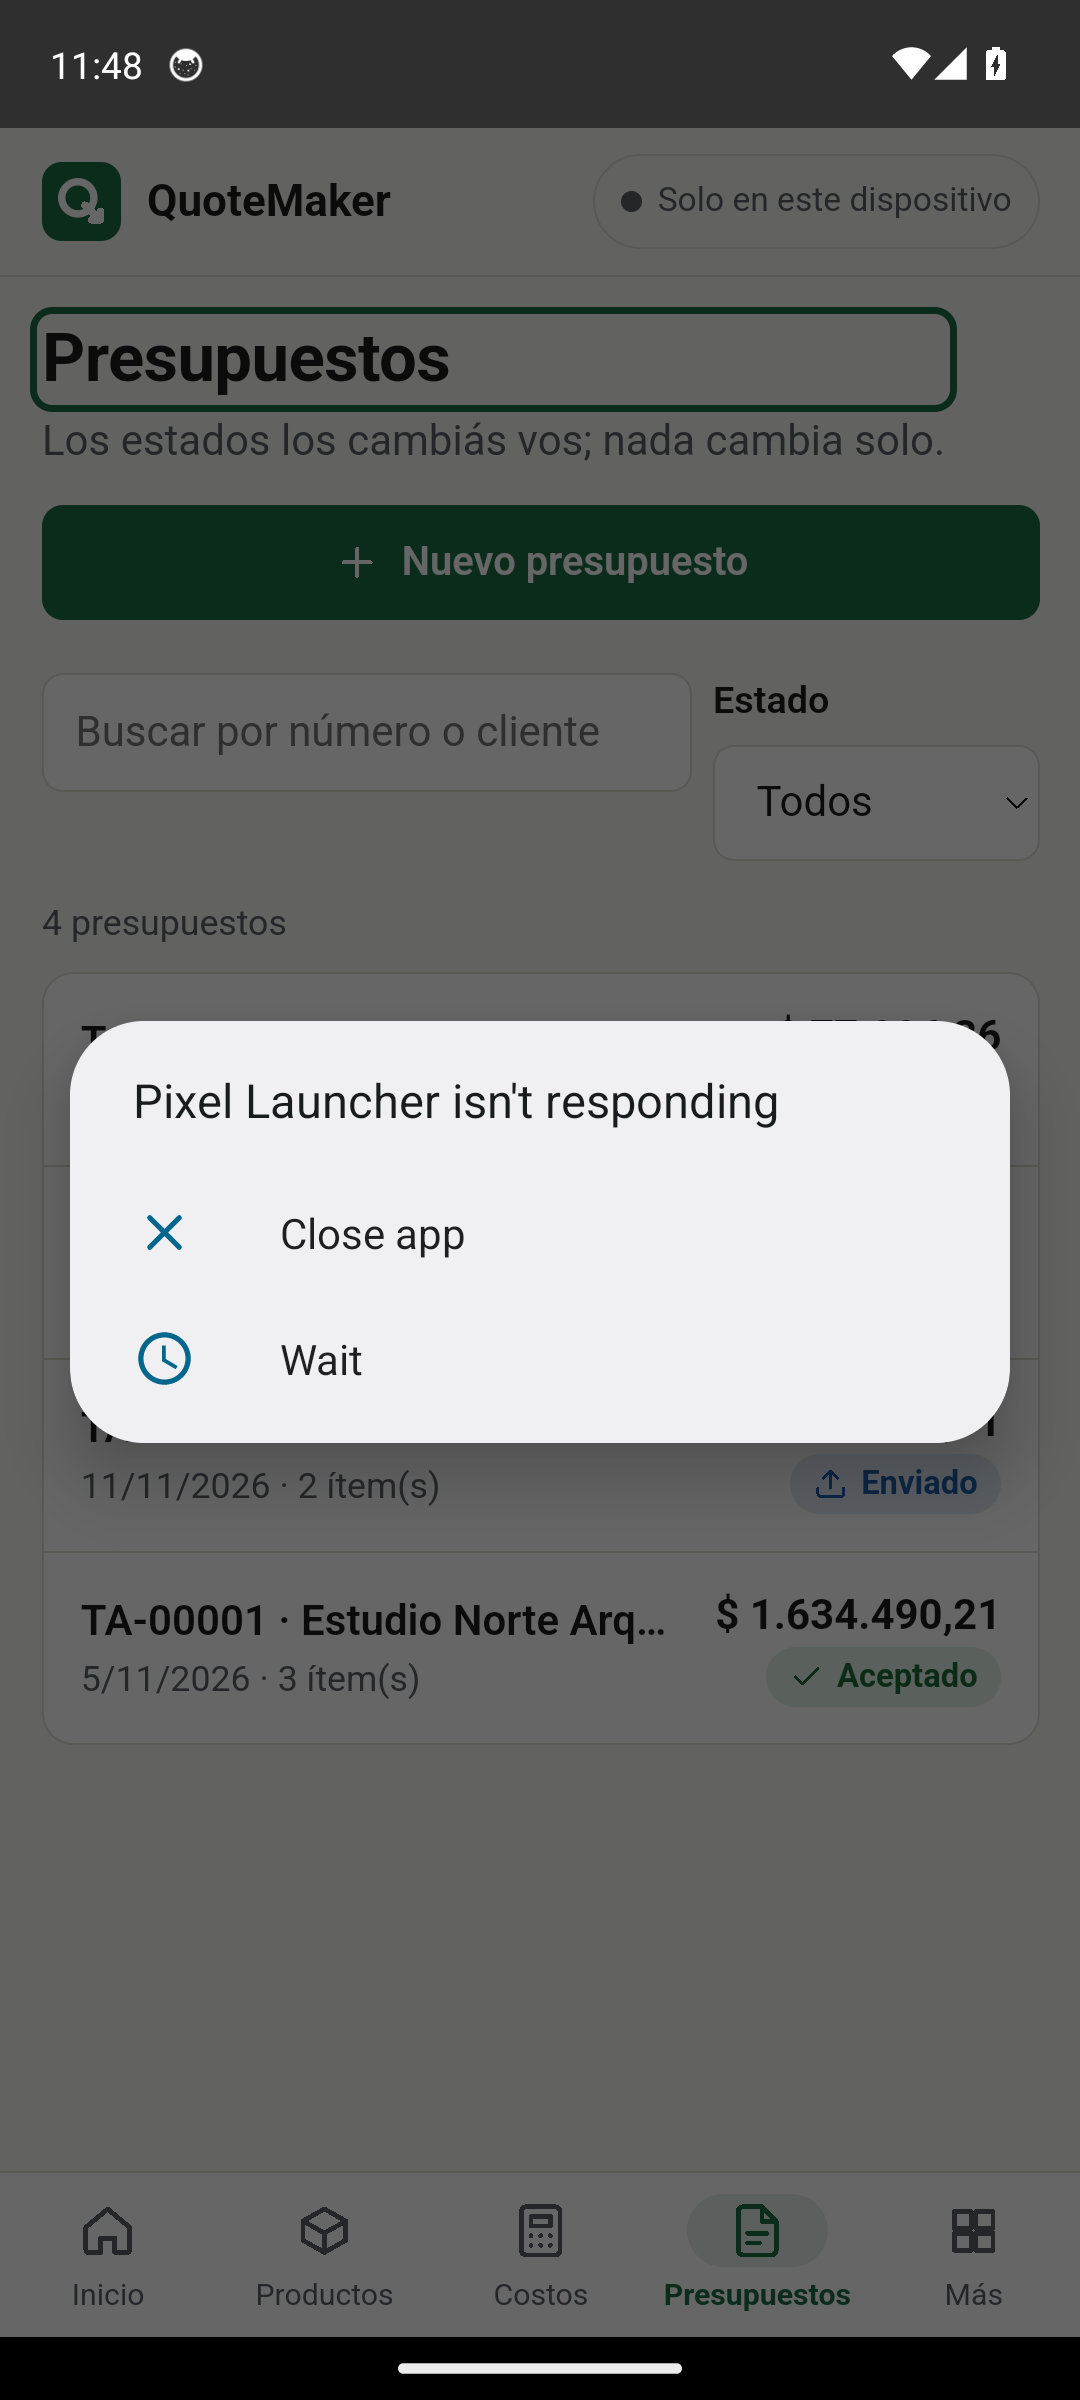 11:48
QuoteMaker
Solo en este dispositivo
Presupuestos
Los estados los cambiás vos; nada cambia solo.
Nuevo presupuesto
Buscar por número o cliente
Estado
Todos
4 presupuestos
Pixel Launcher isn't responding
Close app
Wait
11/11/2026 · 2 ítem(s)
Enviado
TA-00001 · Estudio Norte Arq...
$ 1.634.490,21
5/11/2026 · 3 ítem(s)
Aceptado
Inicio
Productos
Costos
Presupuestos
Más